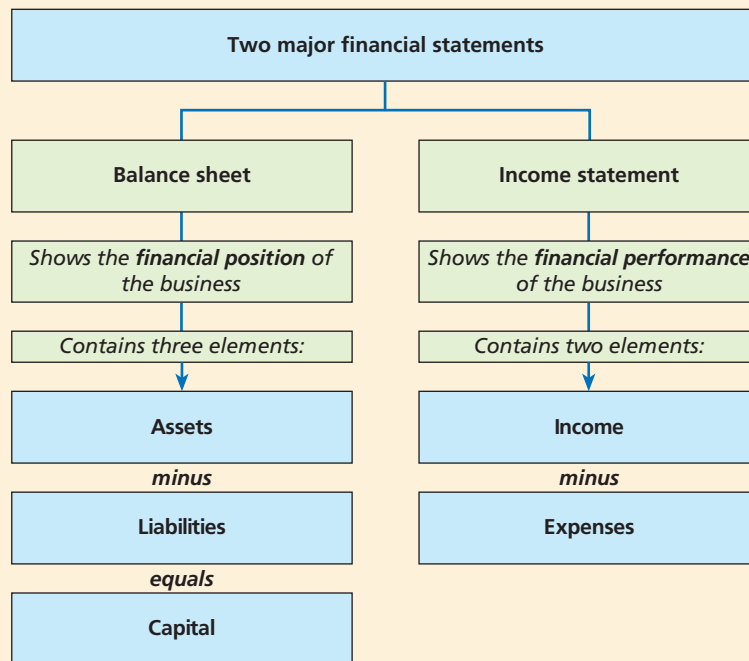 Two major financial statements
Balance sheet
Shows the financial position of
the business
Contains three elements:
Assets
minus
Liabilities
equals
Capital
Income statement
Shows the financial performance
of the business
Contains two elements:
Income
minus
Expenses